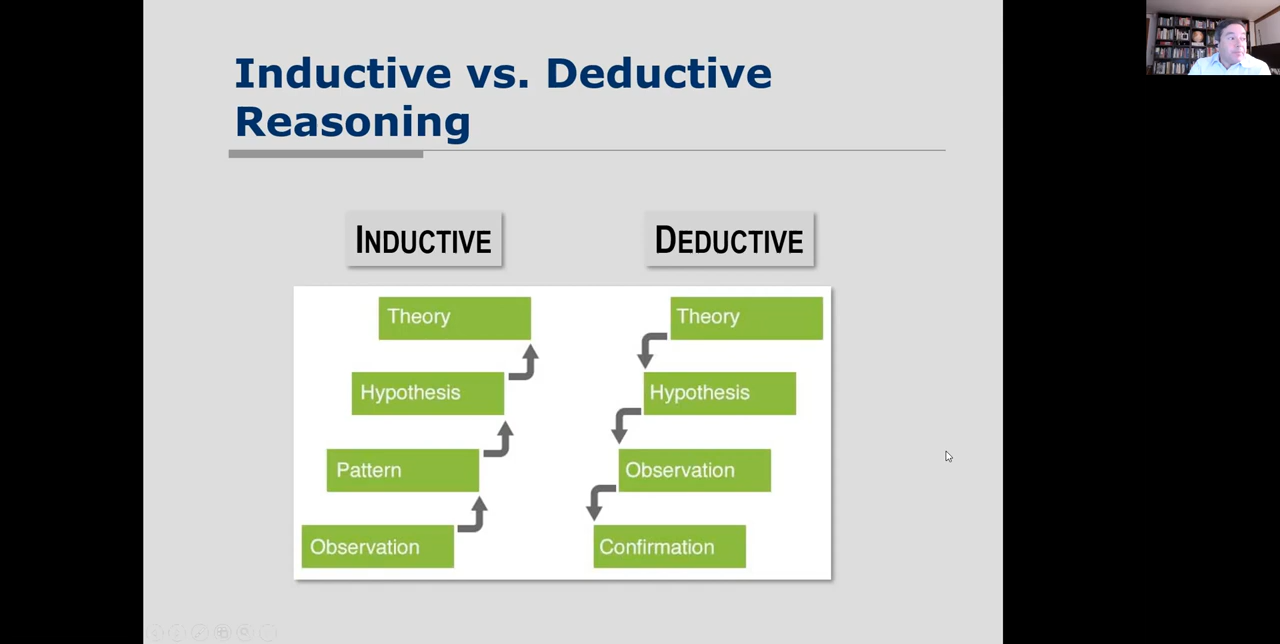 Inductive vs. Deductive
Reasoning
INDUCTIVE
DEDUCTIVE
Theory
Theory
Hypothesis
Hypothesis
Pattern
Observation
Observation
Confirmation